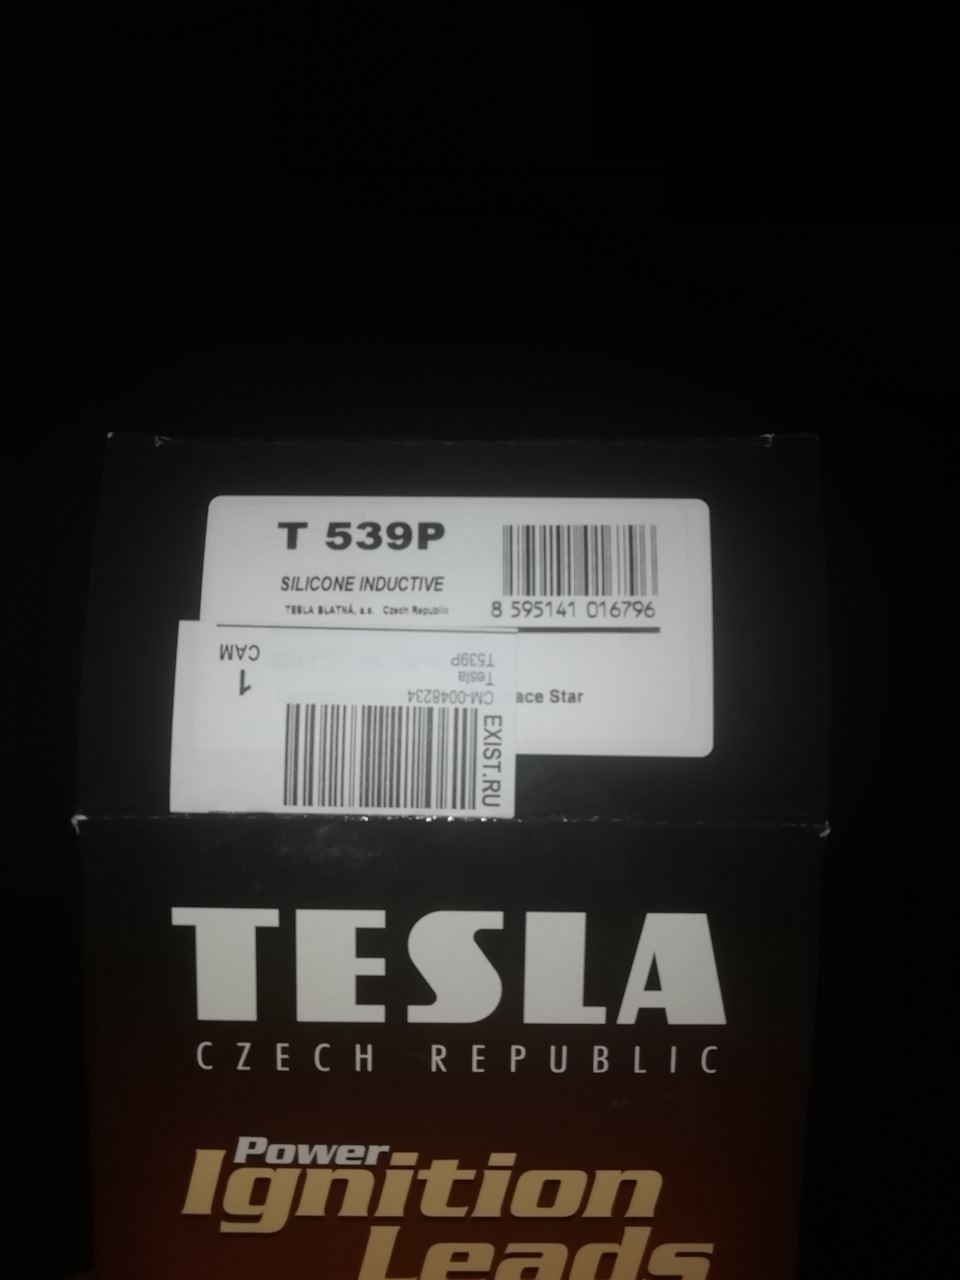 T 539P
SILICONE INDUCTIVE
TESLA BLATNÁ, a.s. Czech Republic
8 595141 016796
ace Star
EXIST.RU
CM-0048234
Tesla
T539P
1
CAM
TESLA
CZECH REPUBLIC
Power
Ignition
Leads